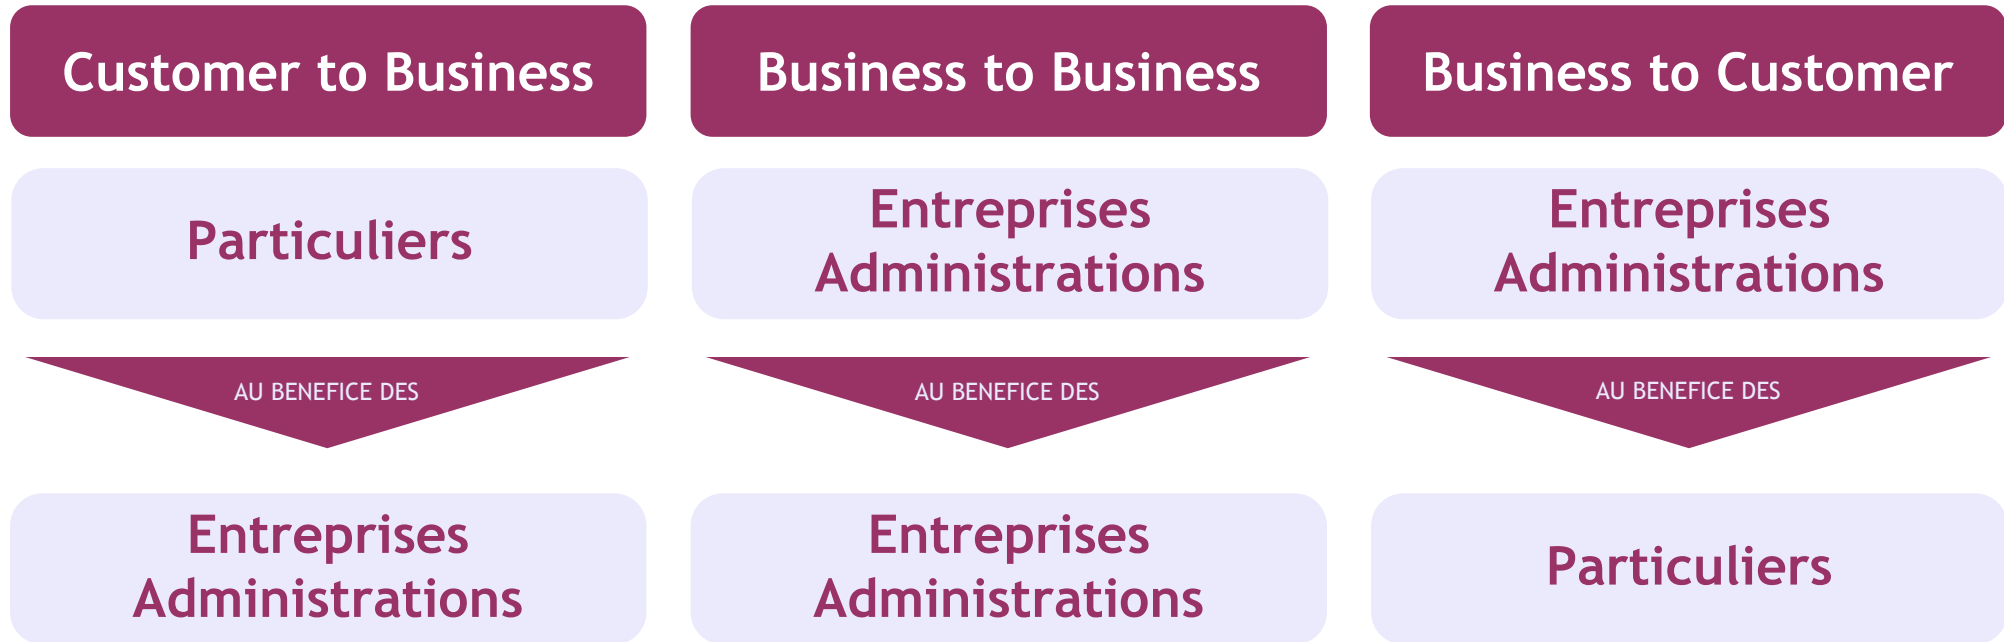 Customer to Business
Particuliers
AU BENEFICE DES
Entreprises
Administrations
Business to Business
Entreprises
Administrations
AU BENEFICE DES
Entreprises
Administrations
Business to Customer
Entreprises
Administrations
AU BENEFICE DES
Particuliers